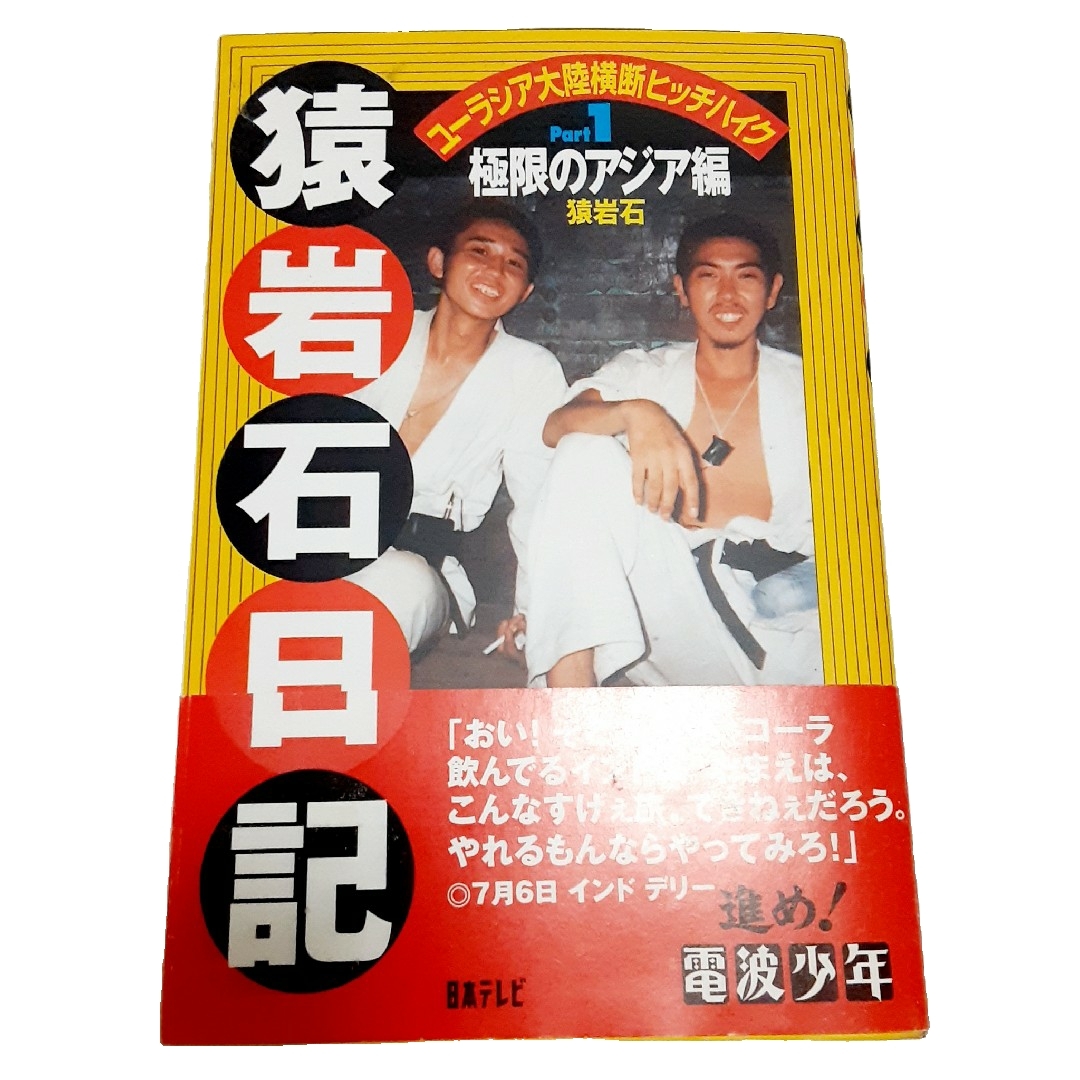 猿岩石日記
ユーラシア大陸横断ヒッチハイク
Part 1
極限のアジア編
猿岩石
「おい! コーラ
飲んでるイ まえは、
こんなすげぇ旅、できねぇだろう。
やれるもんならやってみろ!」
◎7月6日 インド デリー
進め!
電波少年
日本テレビ